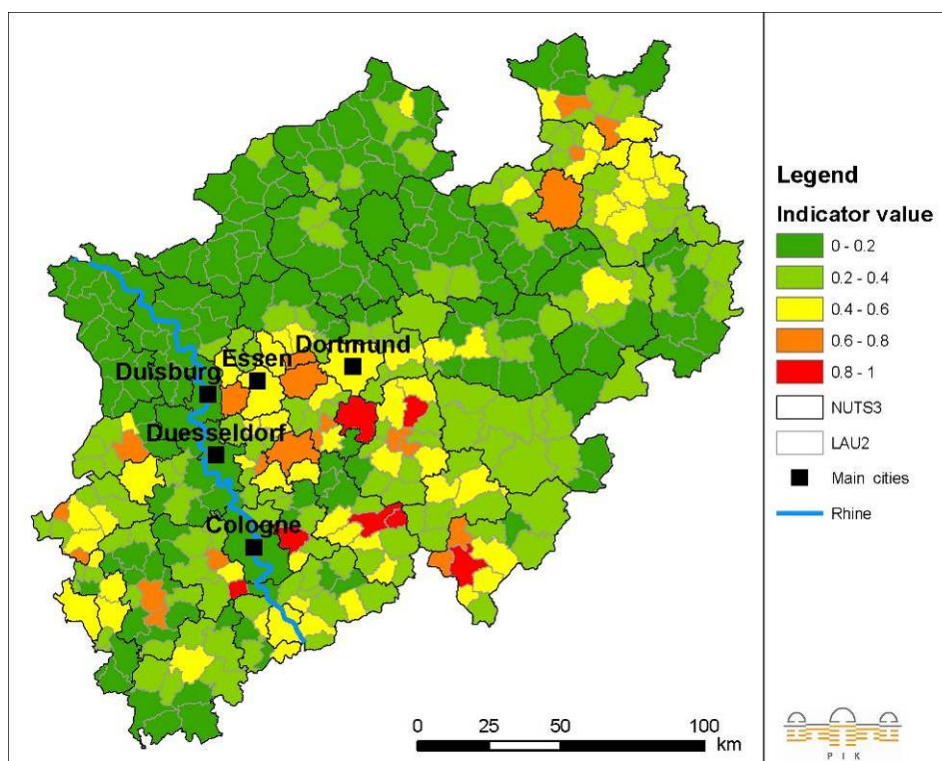 Dortmund
Essen
Duisburg
Duesseldorf
Cologne
0 25 50 100
km
Legend
Indicator value
0 - 0.2
0.2 - 0.4
0.4 - 0.6
0.6 - 0.8
0.8 - 1
NUTS3
LAU2
Main cities
Rhine
P I K